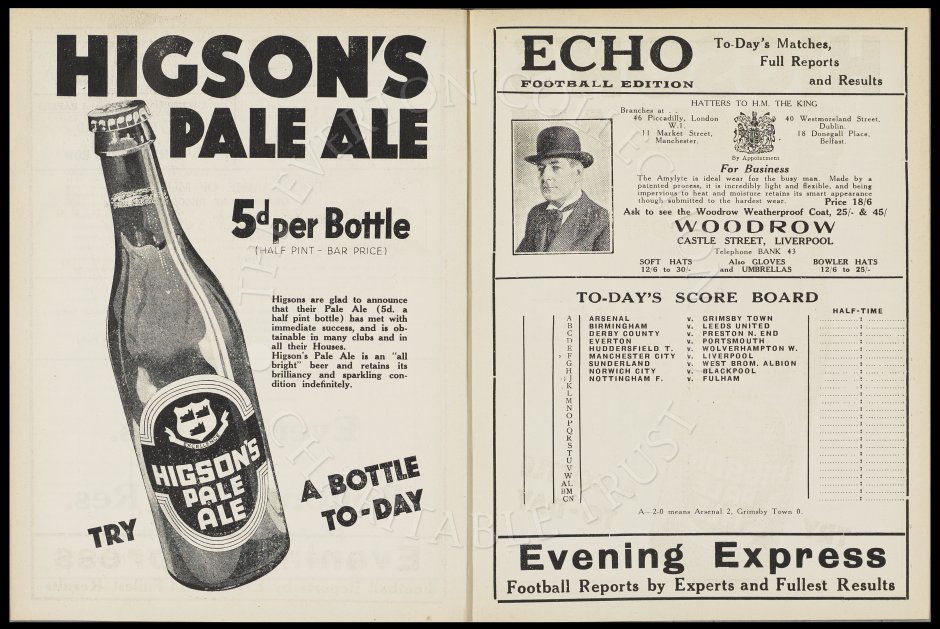 HIGSON'S
PALE ALE
5d per Bottle
(HALF PINT - BAR PRICE)
Higsons are glad to announce
that their Pale Ale (5d. a
half pint bottle) has met with
immediate success, and is ob-
tainable in many clubs and in
all their Houses.
Higson's Pale Ale is an "all
bright" beer and retains its
brilliancy and sparkling con-
dition indefinitely.
EXCELLENCE
HIGSON'S
PALE
ALE
TRY
A BOTTLE
TO-DAY
ECHO
FOOTBALL EDITION
To-Day's Matches,
Full Reports
and Results
HATTERS TO H.M. THE KING
Branches at
46 Piccadilly, London
W.1.
11 Market Street,
Manchester.
40 Westmoreland Street,
Dublin.
18 Donegall Place,
Belfast.
By Appointment
For Business
The Amylyte is ideal wear for the busy man. Made by a
patented process, it is incredibly light and flexible, and being
impervious to heat and moisture retains its smart appearance
though submitted to the hardest wear. Price 18/6
Ask to see the Woodrow Weatherproof Coat, 25/- & 45/
WOODROW
CASTLE STREET, LIVERPOOL
Telephone BANK 43
SOFT HATS
12/6 to 30/-
Also GLOVES
and UMBRELLAS
BOWLER HATS
12/6 to 25/-
TO-DAY'S SCORE BOARD
HALF-TIME
A ARSENAL v. GRIMSBY TOWN
B BIRMINGHAM v. LEEDS UNITED
C DERBY COUNTY v. PRESTON N. END
D EVERTON v. PORTSMOUTH
E HUDDERSFIELD T. v. WOLVERHAMPTON W.
F MANCHESTER CITY v. LIVERPOOL
G SUNDERLAND v. WEST BROM. ALBION
H NORWICH CITY v. BLACKPOOL
J NOTTINGHAM F. v. FULHAM
K
L
M
N
O
P
Q
R
S
T
U
V
W
AL
BM
CN
A—2-0 means Arsenal 2, Grimsby Town 0.
Evening Express
Football Reports by Experts and Fullest Results
THE EVERTON COLLECTION
CHARITABLE TRUST